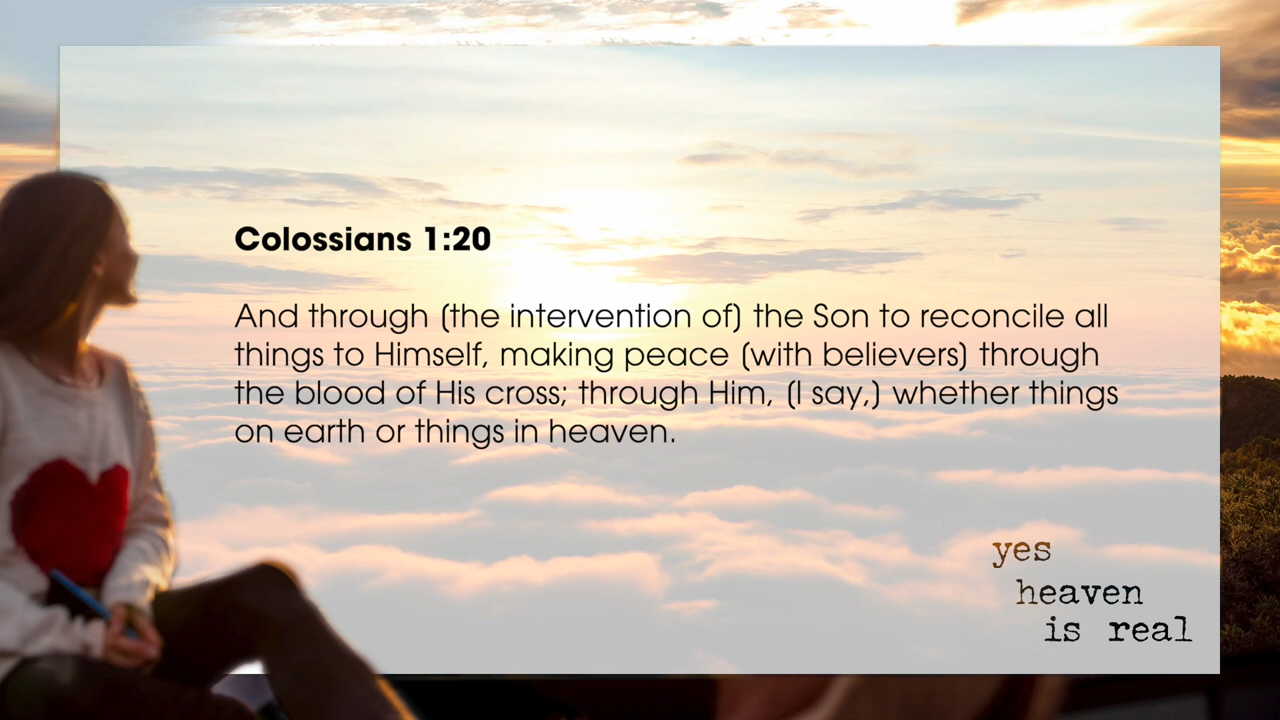 Colossians 1:20
And through (the intervention of) the Son to reconcile all
things to Himself, making peace (with believers) through
the blood of His cross; through Him, (I say,) whether things
on earth or things in heaven.
yes
heaven
is real